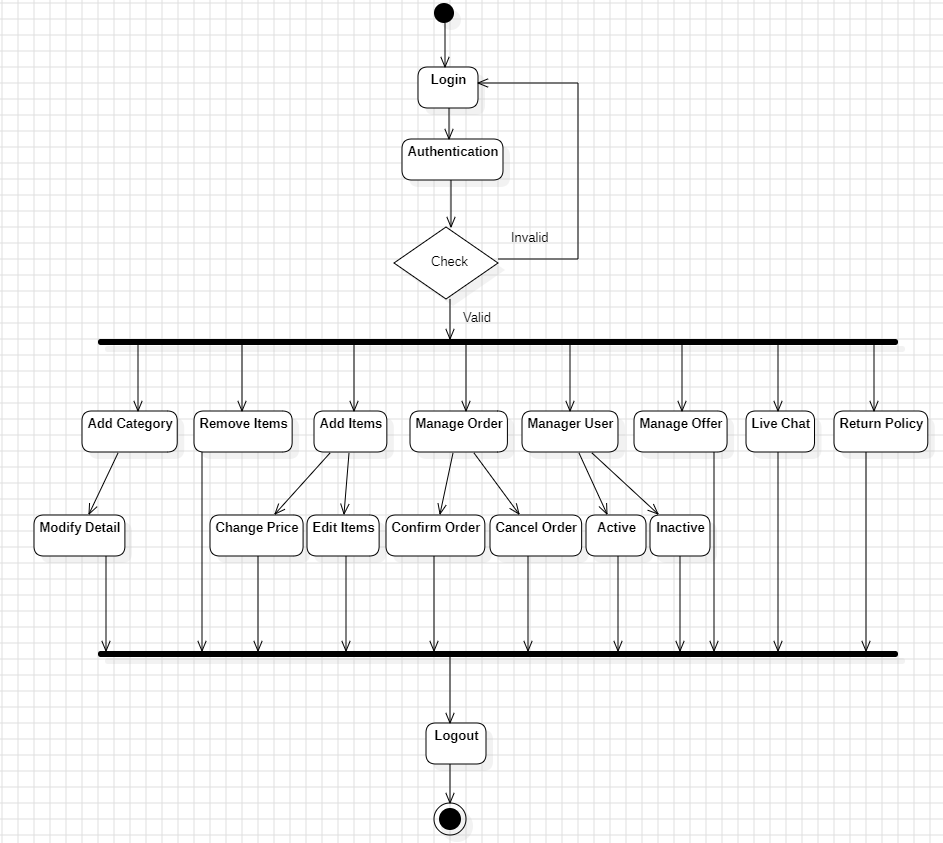 Login
Authentication
Invalid
Check
Valid
Add Category
Remove Items
Add Items
Manage Order
Manager User
Manage Offer
Live Chat
Return Policy
Modify Detail
Change Price
Edit Items
Confirm Order
Cancel Order
Active
Inactive
Logout